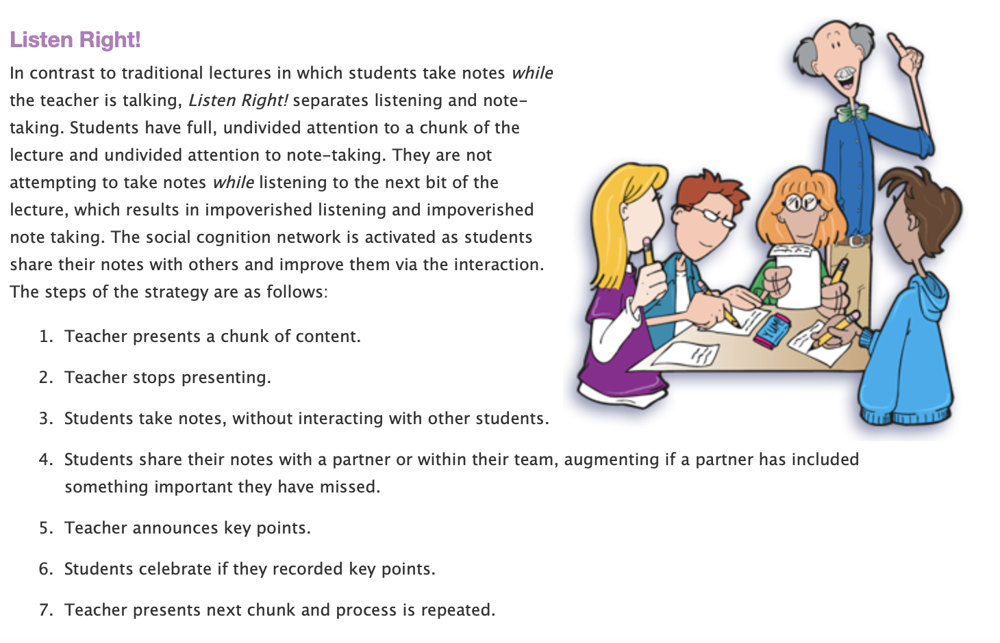 Listen Right!
In contrast to traditional lectures in which students take notes while
the teacher is talking, Listen Right! separates listening and note-
taking. Students have full, undivided attention to a chunk of the
lecture and undivided attention to note-taking. They are not
attempting to take notes while listening to the next bit of the
lecture, which results in impoverished listening and impoverished
note taking. The social cognition network is activated as students
share their notes with others and improve them via the interaction.
The steps of the strategy are as follows:
1. Teacher presents a chunk of content.
2. Teacher stops presenting.
3. Students take notes, without interacting with other students.
4. Students share their notes with a partner or within their team, augmenting if a partner has included
something important they have missed.
5. Teacher announces key points.
6. Students celebrate if they recorded key points.
7. Teacher presents next chunk and process is repeated.
YUM!